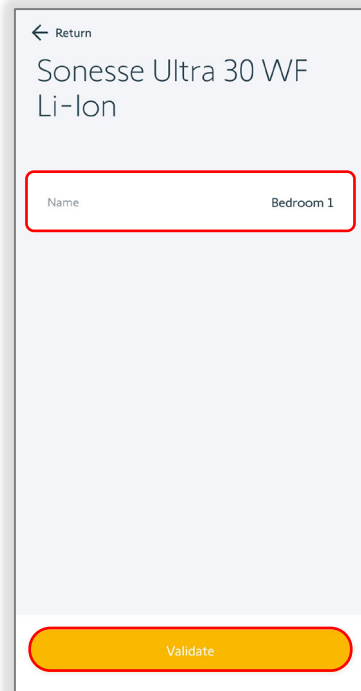 ← Return
Sonesse Ultra 30 WF
Li-Ion
Name Bedroom 1
Validate